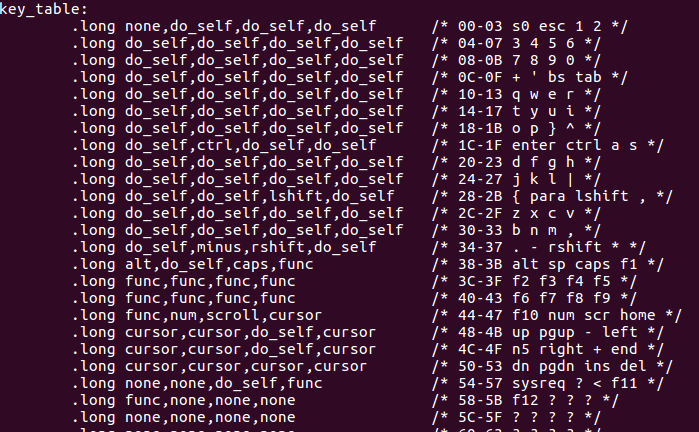 key_table:
.long none,do_self,do_self,do_self /* 00-03 s0 esc 1 2 */
.long do_self,do_self,do_self,do_self /* 04-07 3 4 5 6 */
.long do_self,do_self,do_self,do_self /* 08-0B 7 8 9 0 */
.long do_self,do_self,do_self,do_self /* 0C-0F + ' bs tab */
.long do_self,do_self,do_self,do_self /* 10-13 q w e r */
.long do_self,do_self,do_self,do_self /* 14-17 t y u i */
.long do_self,do_self,do_self,do_self /* 18-1B o p } ^ */
.long do_self,ctrl,do_self,do_self /* 1C-1F enter ctrl a s */
.long do_self,do_self,do_self,do_self /* 20-23 d f g h */
.long do_self,do_self,do_self,do_self /* 24-27 j k l | */
.long do_self,do_self,lshift,do_self /* 28-2B { para lshift , */
.long do_self,do_self,do_self,do_self /* 2C-2F z x c v */
.long do_self,do_self,do_self,do_self /* 30-33 b n m , */
.long do_self,minus,rshift,do_self /* 34-37 . - rshift * */
.long alt,do_self,caps,func /* 38-3B alt sp caps f1 */
.long func,func,func,func /* 3C-3F f2 f3 f4 f5 */
.long func,func,func,func /* 40-43 f6 f7 f8 f9 */
.long func,num,scroll,cursor /* 44-47 f10 num scr home */
.long cursor,cursor,do_self,cursor /* 48-4B up pgup - left */
.long cursor,cursor,do_self,cursor /* 4C-4F n5 right + end */
.long cursor,cursor,cursor,cursor /* 50-53 dn pgdn ins del */
.long none,none,do_self,func /* 54-57 sysreq ? < f11 */
.long func,none,none,none /* 58-5B f12 ? ? ? */
.long none,none,none,none /* 5C-5F ? ? ? ? */